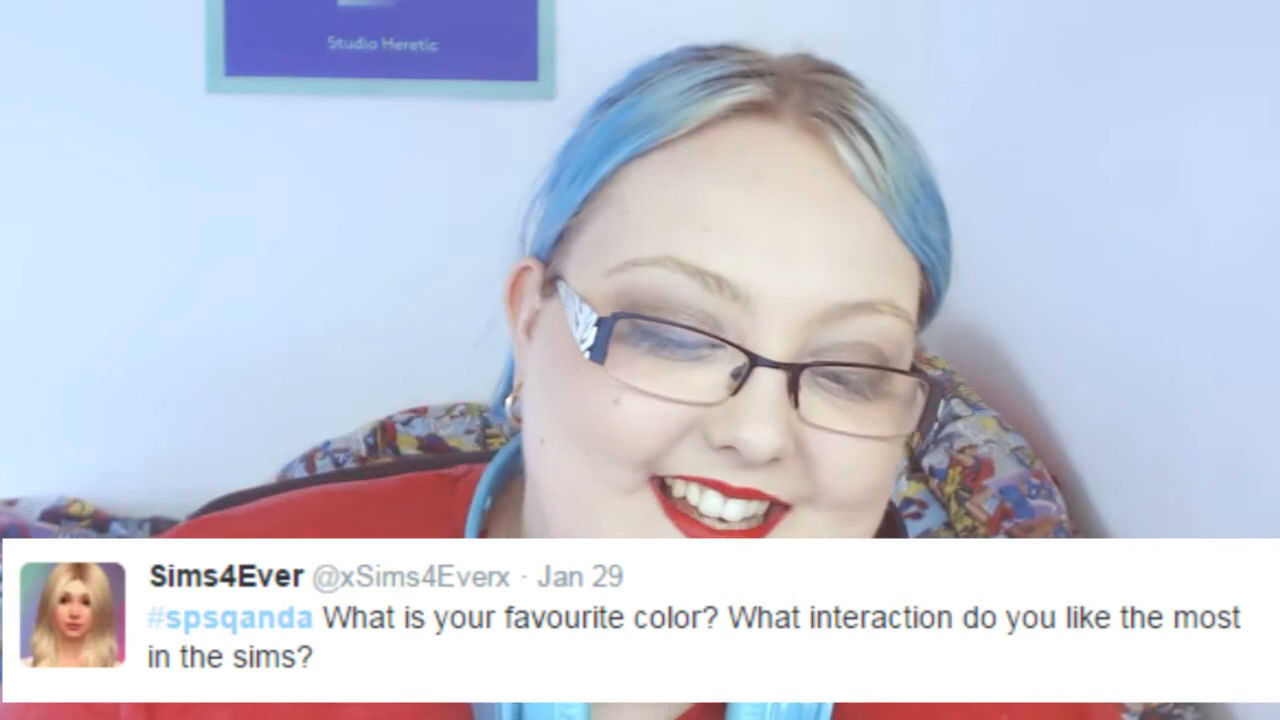 Studio Heretic
Sims4Ever @xSims4Everx · Jan 29
#spsqanda What is your favourite color? What interaction do you like the most
in the sims?